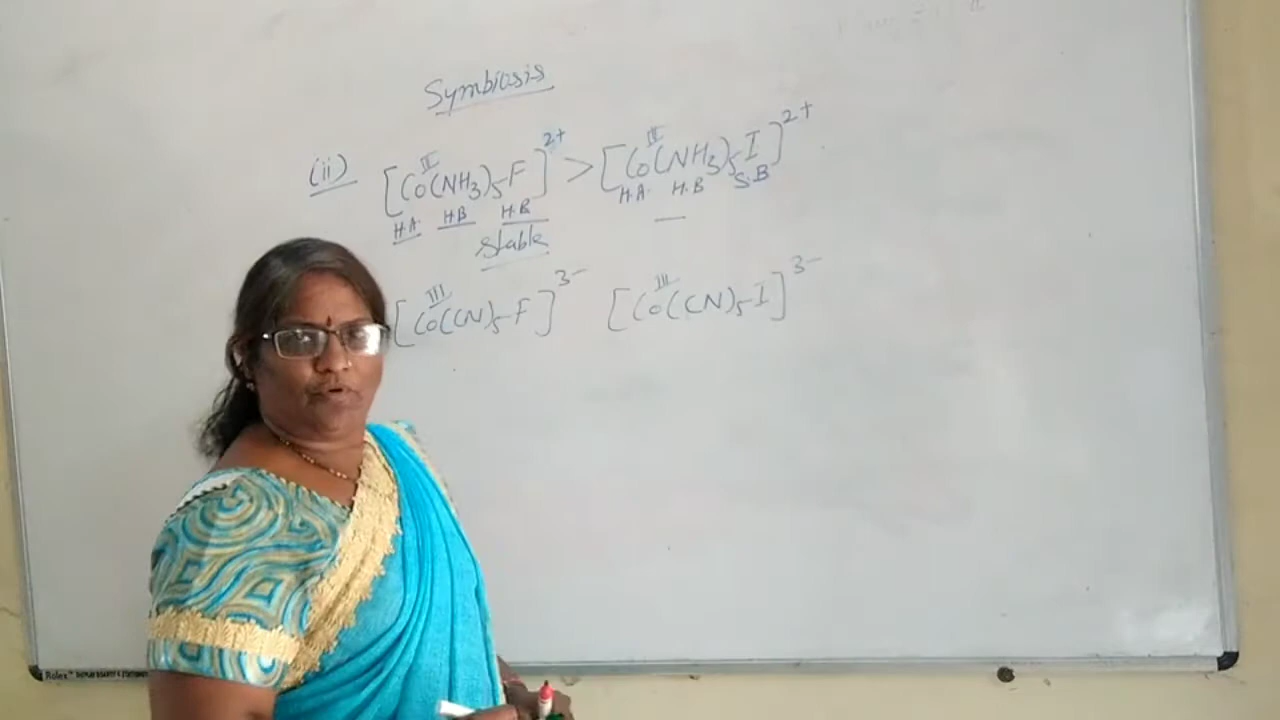 Symbiosis
(ii) [Co(NH3)5F]2+ > [Co(NH3)5I]2+
III III
H.A. H.B H.B H.A. H.B S.B
stable
[Co(CN)5F]3- [Co(CN)5I]3-
III III
Rolex